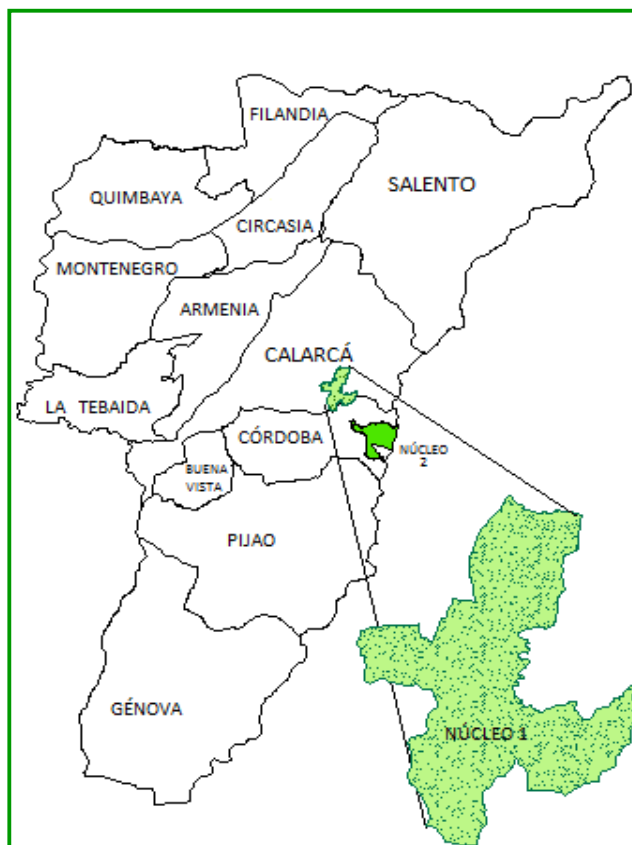 FILANDIA
SALENTO
QUIMBAYA
CIRCASIA
MONTENEGRO
ARMENIA
CALARCÁ
LA TEBAIDA
CÓRDOBA
NÚCLEO
2
BUENA
VISTA
PIJAO
GÉNOVA
NÚCLEO 1